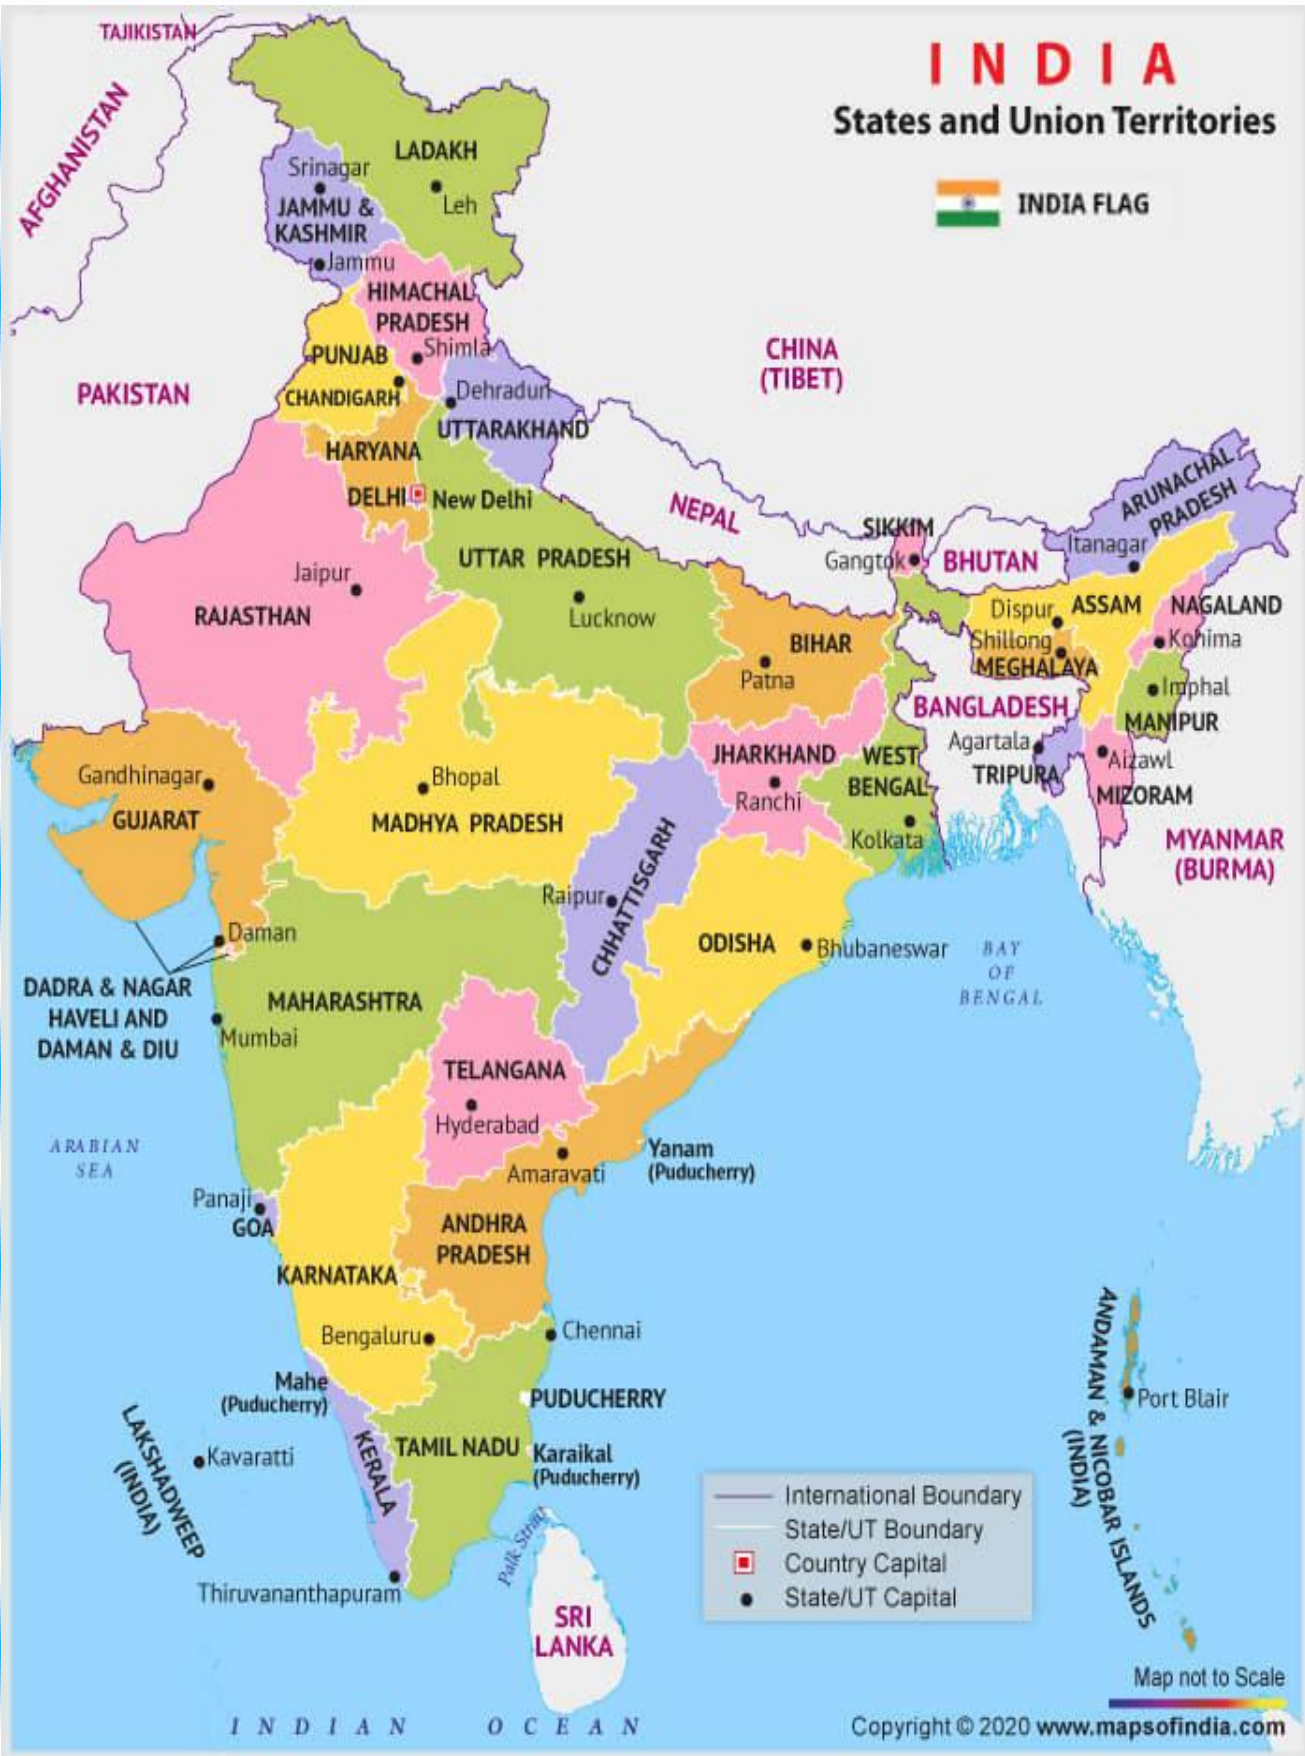 INDIA
States and Union Territories
INDIA FLAG
TAJIKISTAN
AFGHANISTAN
PAKISTAN
CHINA
(TIBET)
NEPAL
BHUTAN
BANGLADESH
MYANMAR
(BURMA)
SRI
LANKA
LADAKH
Leh
Srinagar
JAMMU &
KASHMIR
Jammu
HIMACHAL
PRADESH
Shimla
PUNJAB
CHANDIGARH
Dehradun
UTTARAKHAND
HARYANA
DELHI
New Delhi
UTTAR PRADESH
Lucknow
Jaipur
RAJASTHAN
BIHAR
Patna
SIKKIM
Gangtok
ARUNACHAL
PRADESH
Itanagar
Dispur
ASSAM
NAGALAND
Kohima
Shillong
MEGHALAYA
Imphal
MANIPUR
Agartala
TRIPURA
Aizawl
MIZORAM
JHARKHAND
Ranchi
WEST
BENGAL
Kolkata
Gandhinagar
GUJARAT
Bhopal
MADHYA PRADESH
Raipur
CHHATTISGARH
ODISHA
Bhubaneswar
Daman
DADRA & NAGAR
HAVELI AND
DAMAN & DIU
MAHARASHTRA
Mumbai
TELANGANA
Hyderabad
Amaravati
Yanam
(Puducherry)
ANDHRA
PRADESH
Panaji
GOA
KARNATAKA
Bengaluru
Chennai
Mahe
(Puducherry)
PUDUCHERRY
KERALA
TAMIL NADU
Karaikal
(Puducherry)
LAKSHADWEEP
(INDIA)
Kavaratti
Thiruvananthapuram
Palk Strait
ANDAMAN & NICOBAR ISLANDS
(INDIA)
Port Blair
BAY
OF
BENGAL
ARABIAN
SEA
INDIAN OCEAN
International Boundary
State/UT Boundary
Country Capital
State/UT Capital
Map not to Scale
Copyright © 2020 www.mapsofindia.com